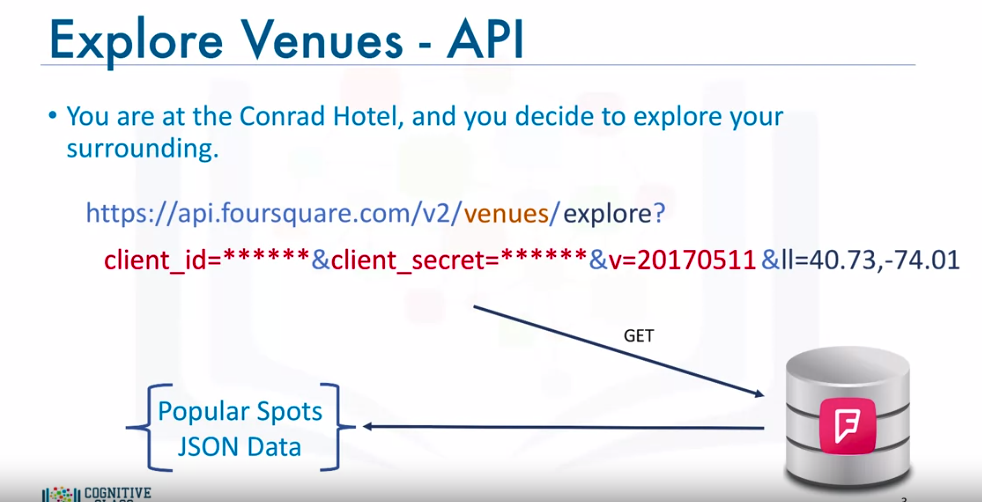 Explore Venues - API
• You are at the Conrad Hotel, and you decide to explore your
surrounding.
https://api.foursquare.com/v2/venues/explore?
client_id=******&client_secret=******&v=20170511&ll=40.73,-74.01
GET
Popular Spots
JSON Data
COGNITIVE